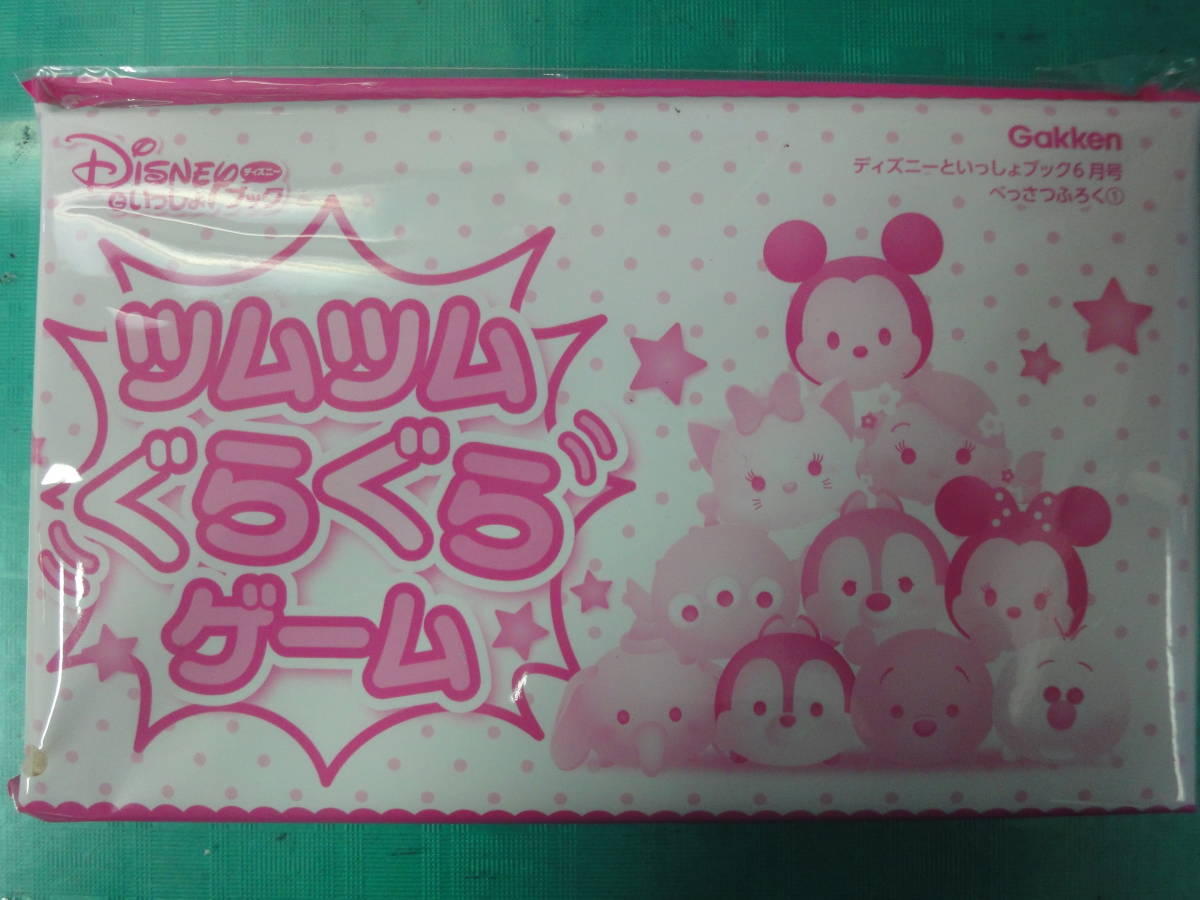 Disney ディズニー
といっしょ!ブック
Gakken
ディズニーといっしょブック6月号
べっさつふろく①
ツムツム
ぐらぐら
ゲーム